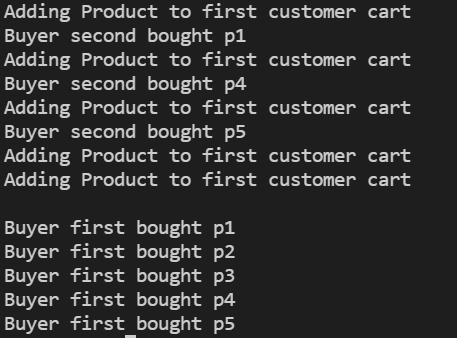 Adding Product to first customer cart
Buyer second bought p1
Adding Product to first customer cart
Buyer second bought p4
Adding Product to first customer cart
Buyer second bought p5
Adding Product to first customer cart
Adding Product to first customer cart
Buyer first bought p1
Buyer first bought p2
Buyer first bought p3
Buyer first bought p4
Buyer first bought p5